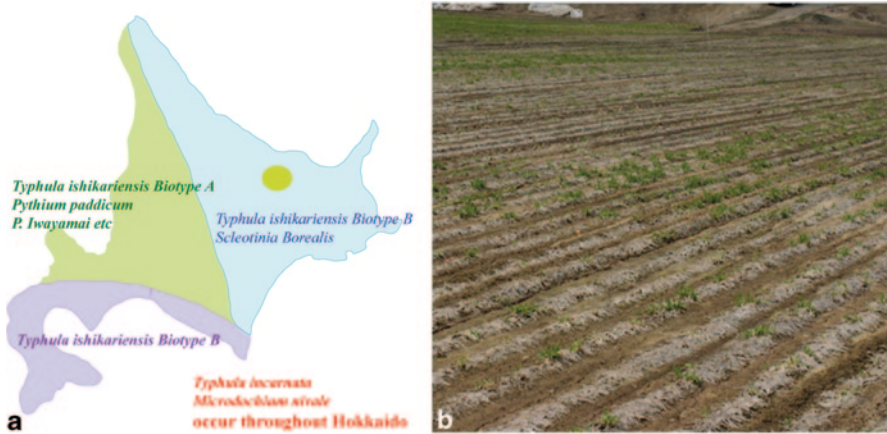 Typhula ishikariensis Biotype A
Pythium paddicum
P. Iwayamai etc
Typhula ishikariensis Biotype B
Scleotinia Borealis
Typhula ishikariensis Biotype B
Typhula incarnata
Microdochiam nivale
occur throughout Hokkaido
a
b